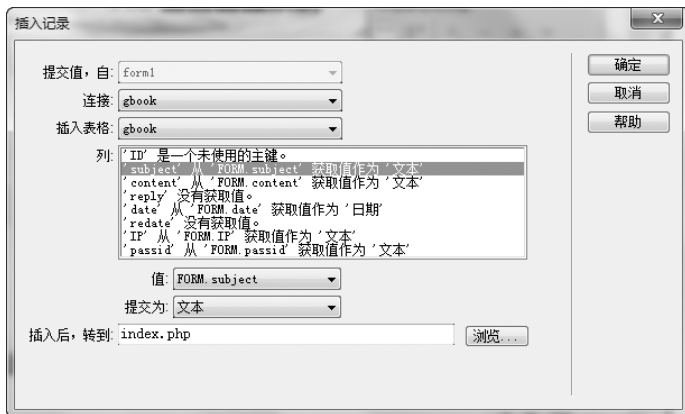 插入记录
提交值，自: form1
确定
连接: gbook
取消
插入表格: gbook
帮助
列: 'ID' 是一个未使用的主键。
'subject' 从 'FORM.subject' 获取值作为 '文本'
'content' 从 'FORM.content' 获取值作为 '文本'
'reply' 没有获取值。
'date' 从 'FORM.date' 获取值作为 '日期'
'redate' 没有获取值。
'IP' 从 'FORM.IP' 获取值作为 '文本'
'passid' 从 'FORM.passid' 获取值作为 '文本'
值: FORM.subject
提交为: 文本
插入后，转到: index.php
浏览...